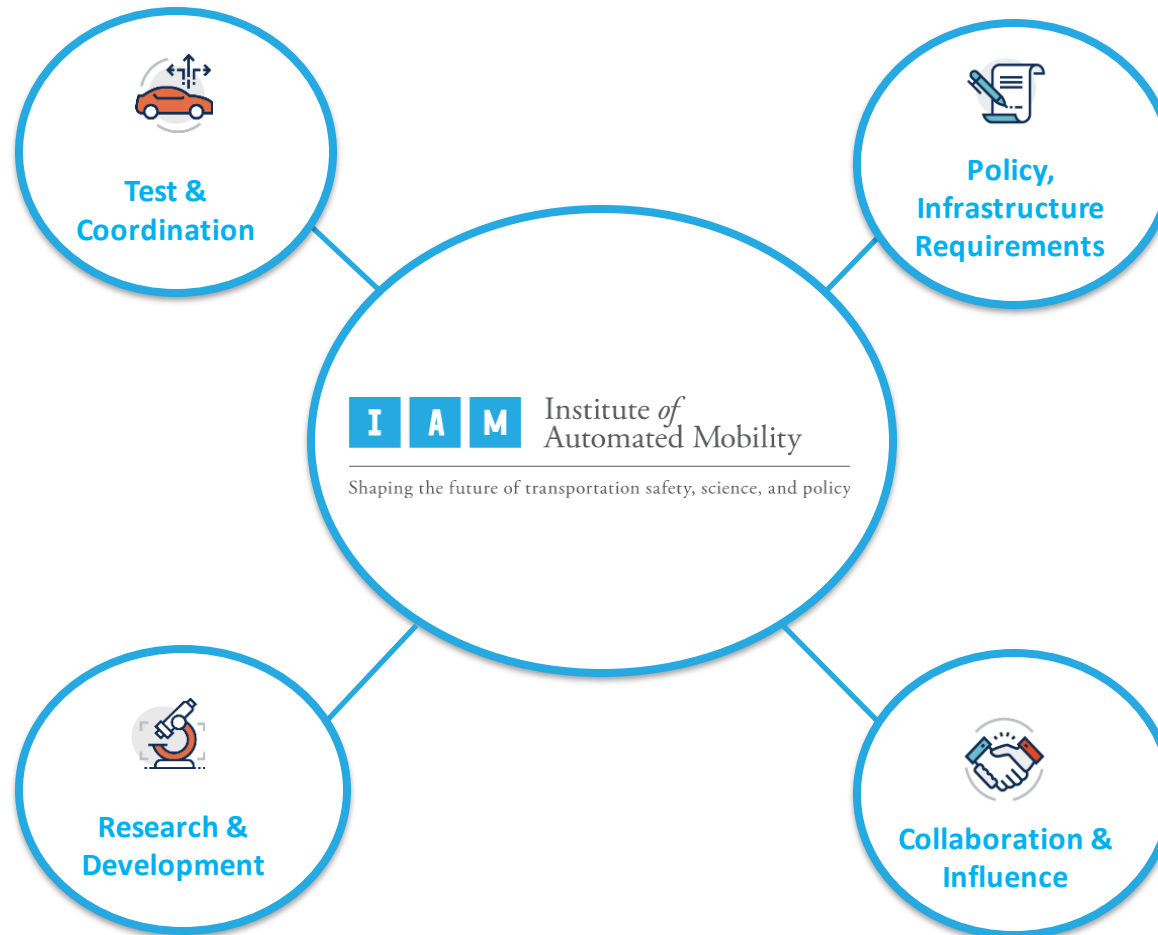 Test &
Coordination
Policy,
Infrastructure
Requirements
I A M
Institute of
Automated Mobility
Shaping the future of transportation safety, science, and policy
Research &
Development
Collaboration &
Influence